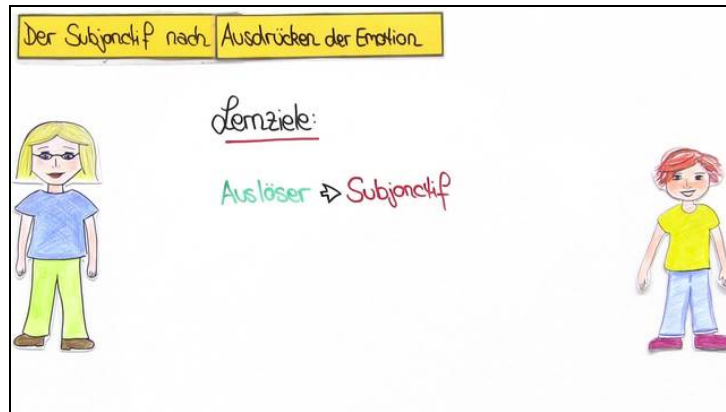 Der Subjonctif nach Ausdrücken der Emotion
Lernziele:
Auslöser ⇨ Subjonctif